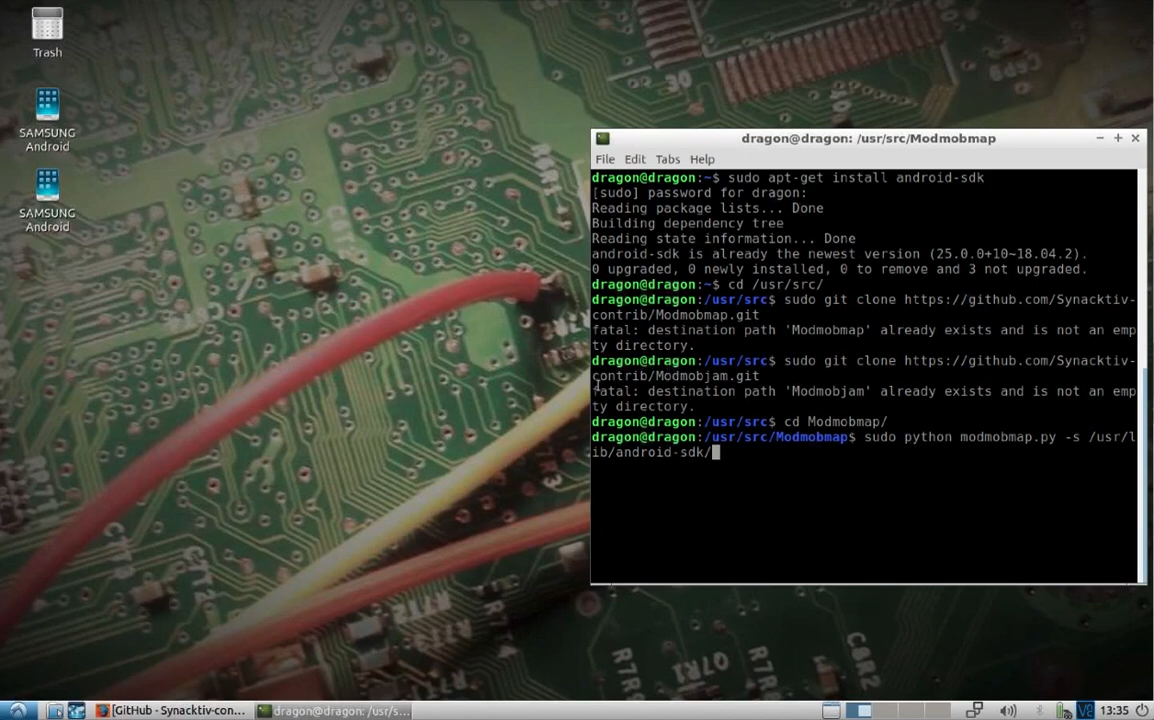 Trash
SAMSUNG
Android
SAMSUNG
Android
dragon@dragon: /usr/src/Modmobmap
File Edit Tabs Help
dragon@dragon:~$ sudo apt-get install android-sdk
[sudo] password for dragon:
Reading package lists... Done
Building dependency tree
Reading state information... Done
android-sdk is already the newest version (25.0.0+10~18.04.2).
0 upgraded, 0 newly installed, 0 to remove and 3 not upgraded.
dragon@dragon:~$ cd /usr/src/
dragon@dragon:/usr/src$ sudo git clone https://github.com/Synacktiv-
contrib/Modmobmap.git
fatal: destination path 'Modmobmap' already exists and is not an emp
ty directory.
dragon@dragon:/usr/src$ sudo git clone https://github.com/Synacktiv-
contrib/Modmobjam.git
fatal: destination path 'Modmobjam' already exists and is not an emp
ty directory.
dragon@dragon:/usr/src$ cd Modmobmap/
dragon@dragon:/usr/src/Modmobmap$ sudo python modmobmap.py -s /usr/l
ib/android-sdk/
[GitHub - Synacktiv-con...
dragon@dragon: /usr/s...
13:35